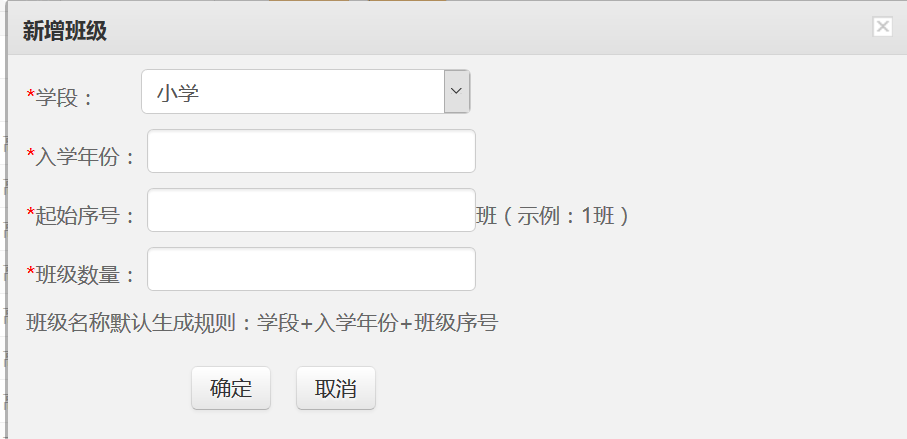 新增班级
*学段：
小学
*入学年份：
*起始序号：
班（示例：1班）
*班级数量：
班级名称默认生成规则：学段+入学年份+班级序号
确定
取消